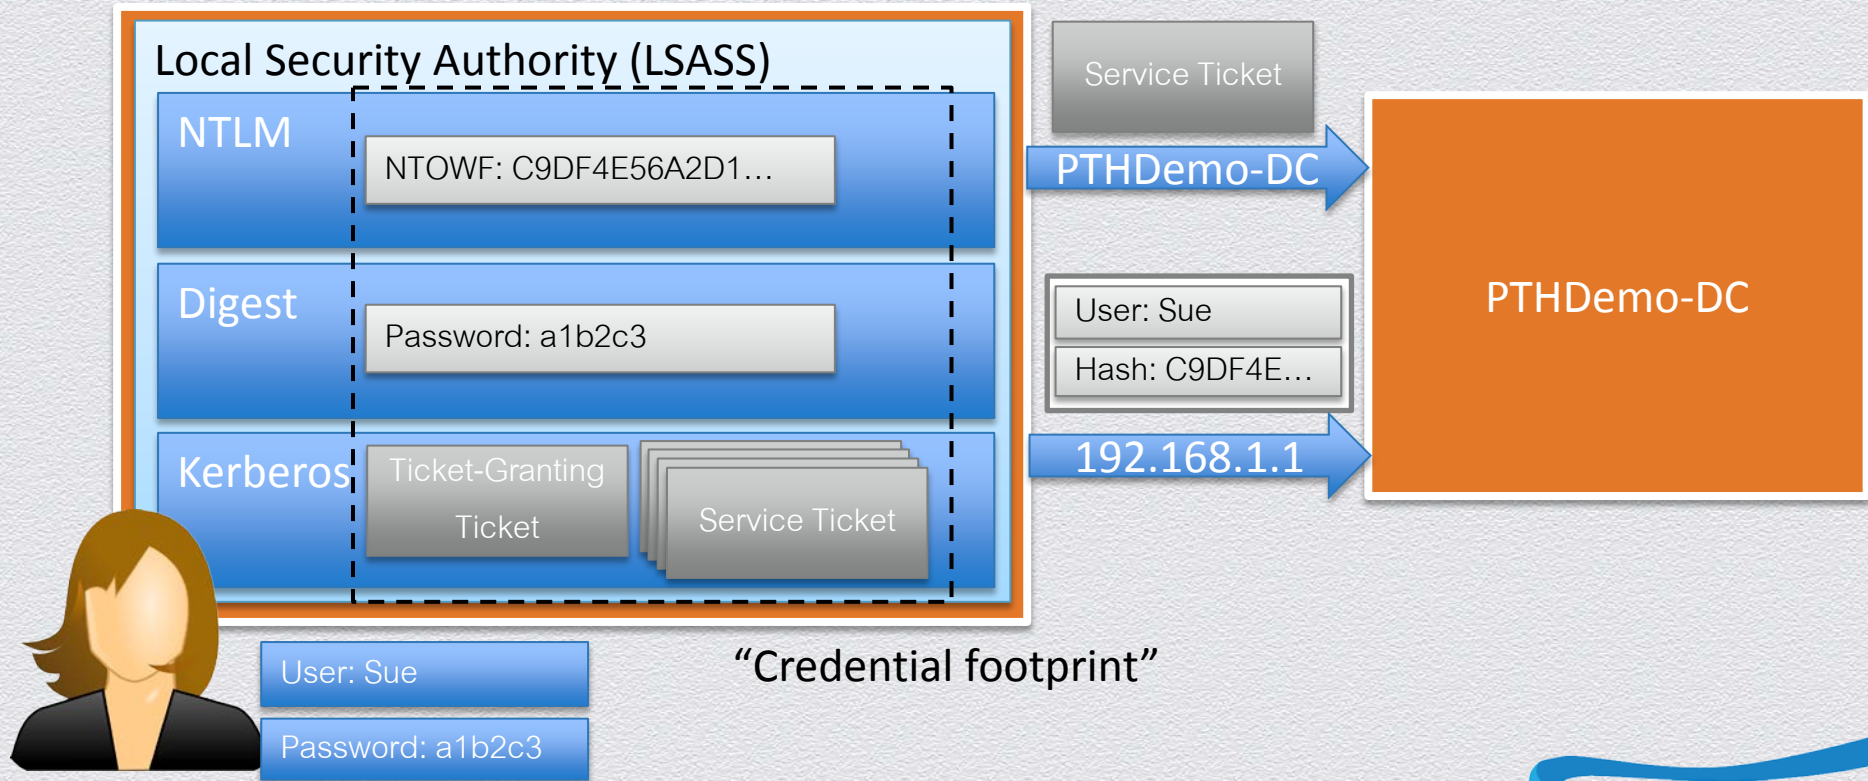 Local Security Authority (LSASS)
NTLM
NTOWF: C9DF4E56A2D1...
Digest
Password: a1b2c3
Kerberos
Ticket-Granting
Ticket
Service Ticket
Service Ticket
PTHDemo-DC
User: Sue
Hash: C9DF4E...
192.168.1.1
PTHDemo-DC
User: Sue
Password: a1b2c3
“Credential footprint”